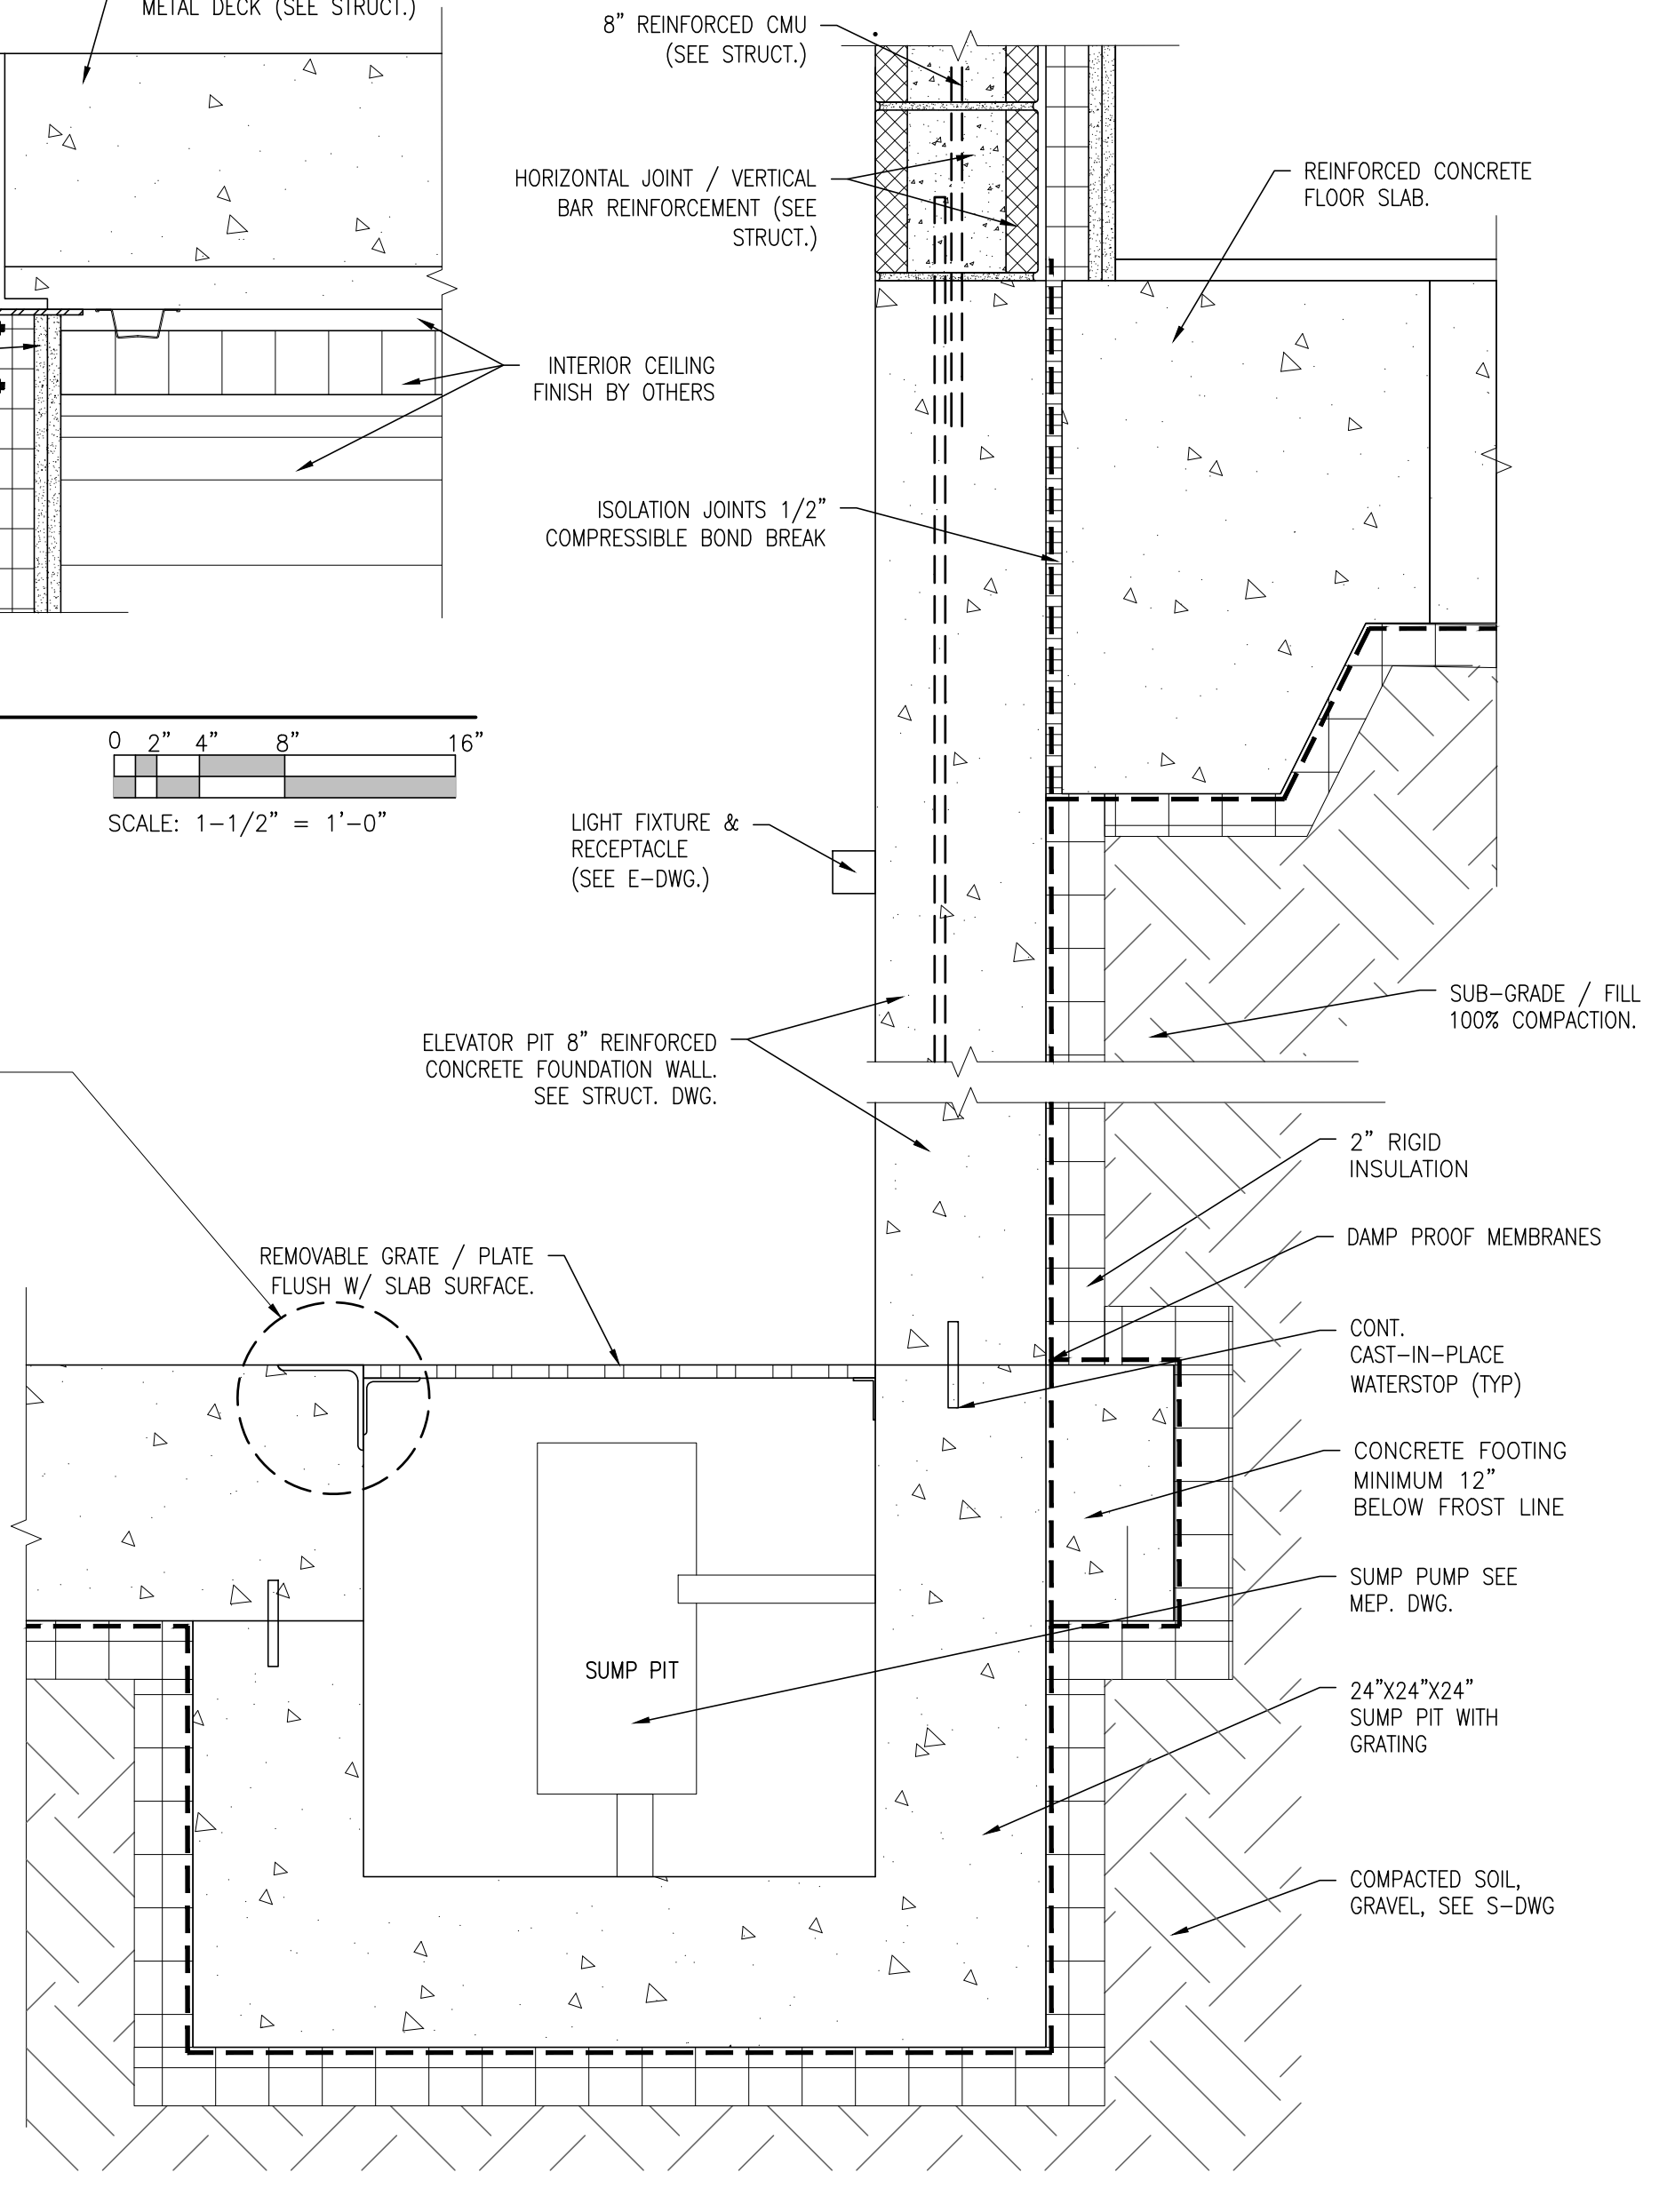 METAL DECK (SEE STRUCT.)
8" REINFORCED CMU
(SEE STRUCT.)
HORIZONTAL JOINT / VERTICAL
BAR REINFORCEMENT (SEE
STRUCT.)
REINFORCED CONCRETE
FLOOR SLAB.
INTERIOR CEILING
FINISH BY OTHERS
ISOLATION JOINTS 1/2"
COMPRESSIBLE BOND BREAK
0 2" 4" 8" 16"
SCALE: 1-1/2" = 1'-0"
LIGHT FIXTURE &
RECEPTACLE
(SEE E-DWG.)
SUB-GRADE / FILL
100% COMPACTION.
ELEVATOR PIT 8" REINFORCED
CONCRETE FOUNDATION WALL.
SEE STRUCT. DWG.
2" RIGID
INSULATION
DAMP PROOF MEMBRANES
REMOVABLE GRATE / PLATE
FLUSH W/ SLAB SURFACE.
CONT.
CAST-IN-PLACE
WATERSTOP (TYP)
CONCRETE FOOTING
MINIMUM 12"
BELOW FROST LINE
SUMP PUMP SEE
MEP. DWG.
SUMP PIT
24"X24"X24"
SUMP PIT WITH
GRATING
COMPACTED SOIL,
GRAVEL, SEE S-DWG